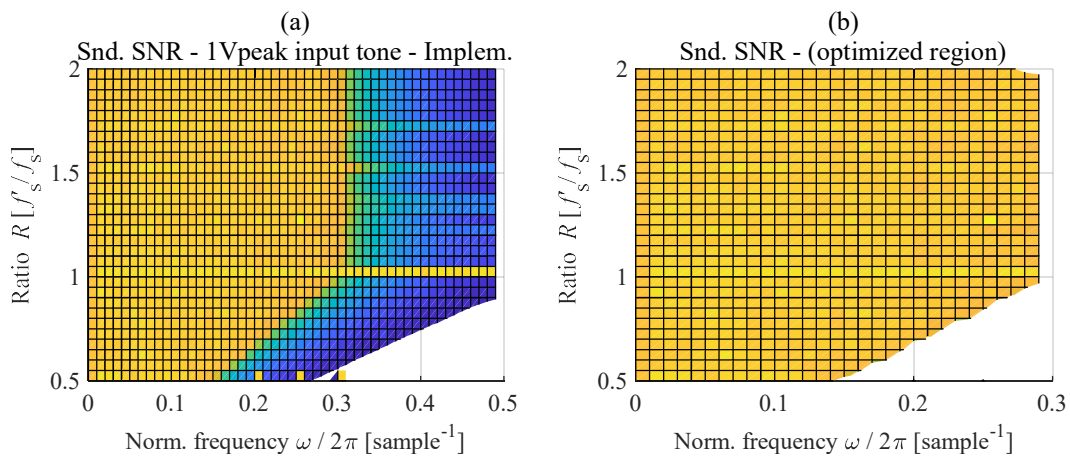 (a)
Snd. SNR - 1Vpeak input tone - Implem.
2
1.5
1
0.5
Ratio R [f's / fs]
0
0.1
0.2
0.3
0.4
0.5
Norm. frequency ω / 2π [sample⁻¹]
(b)
Snd. SNR - (optimized region)
2
1.5
1
0.5
Ratio R [f's / fs]
0
0.1
0.2
0.3
Norm. frequency ω / 2π [sample⁻¹]